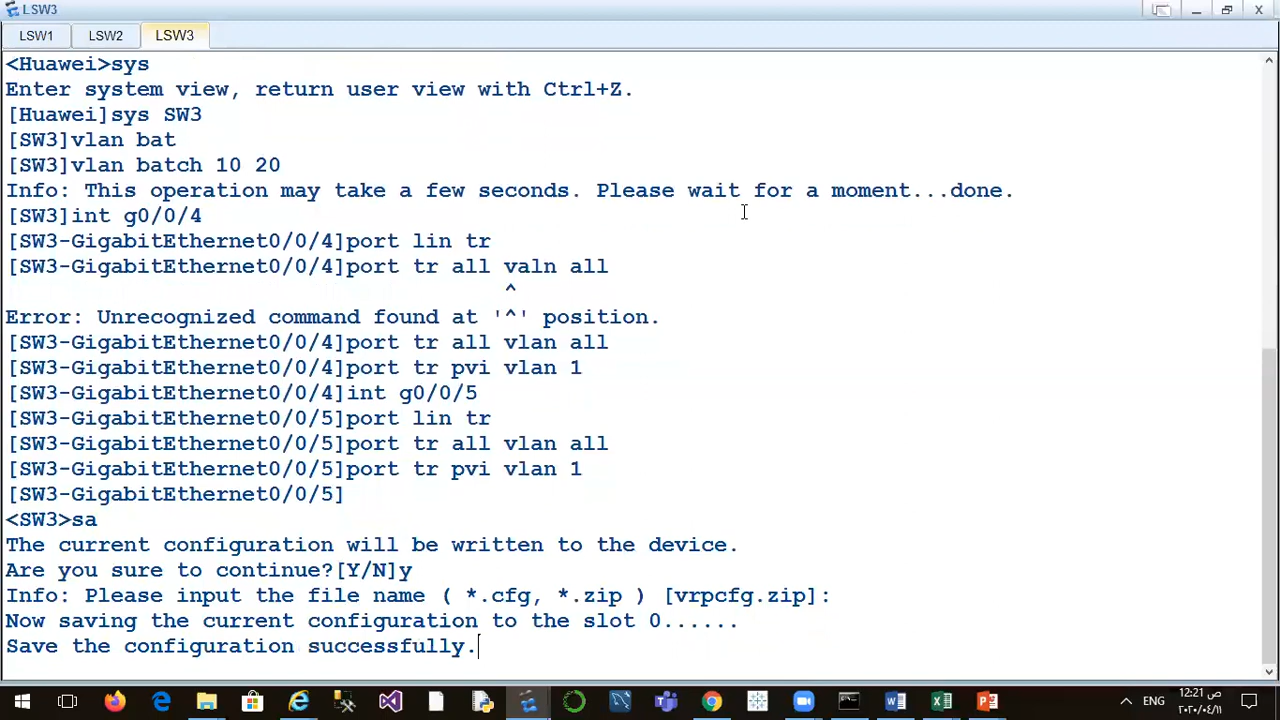 LSW3
LSW1
LSW2
LSW3
<Huawei>sys
Enter system view, return user view with Ctrl+Z.
[Huawei]sys SW3
[SW3]vlan bat
[SW3]vlan batch 10 20
Info: This operation may take a few seconds. Please wait for a moment...done.
[SW3]int g0/0/4
[SW3-GigabitEthernet0/0/4]port lin tr
[SW3-GigabitEthernet0/0/4]port tr all valn all
^
Error: Unrecognized command found at '^' position.
[SW3-GigabitEthernet0/0/4]port tr all vlan all
[SW3-GigabitEthernet0/0/4]port tr pvi vlan 1
[SW3-GigabitEthernet0/0/4]int g0/0/5
[SW3-GigabitEthernet0/0/5]port lin tr
[SW3-GigabitEthernet0/0/5]port tr all vlan all
[SW3-GigabitEthernet0/0/5]port tr pvi vlan 1
[SW3-GigabitEthernet0/0/5]
<SW3>sa
The current configuration will be written to the device.
Are you sure to continue?[Y/N]y
Info: Please input the file name ( *.cfg, *.zip ) [vrpcfg.zip]:
Now saving the current configuration to the slot 0......
Save the configuration successfully.
ENG
12:21 ص
٢٠٢٠/٠٤/١١